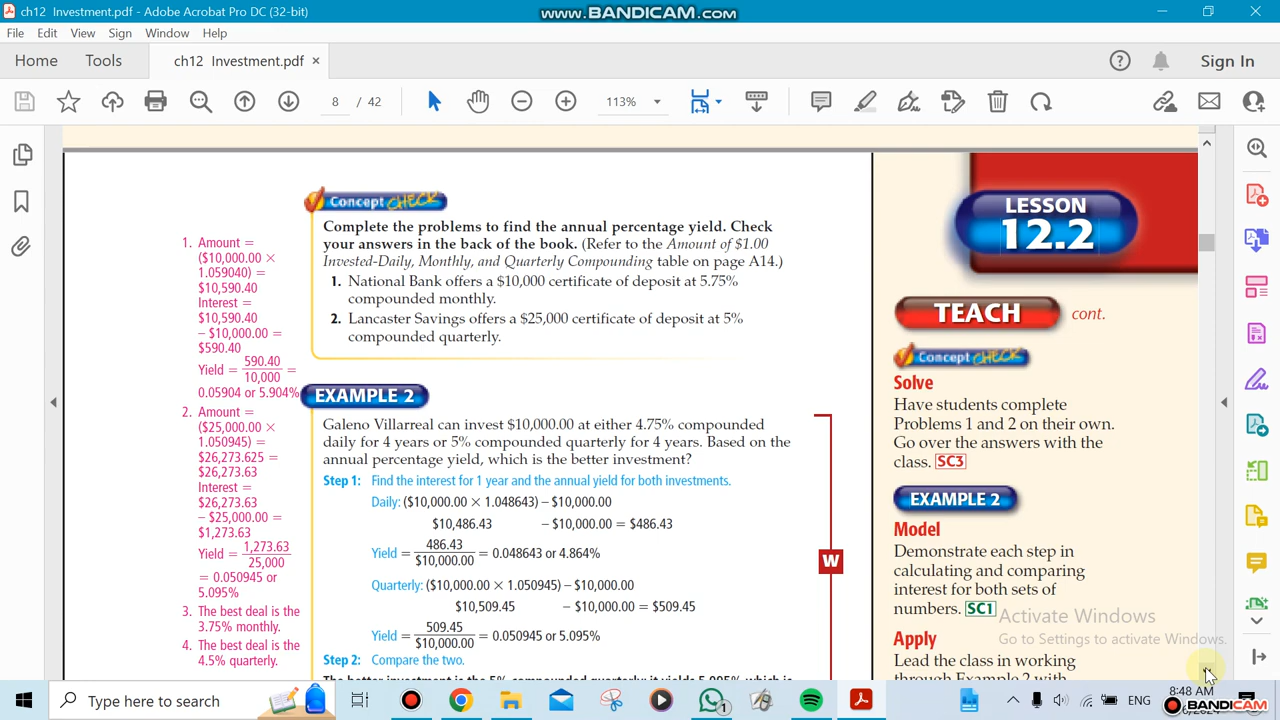 ch12 Investment.pdf - Adobe Acrobat Pro DC (32-bit)
www.BANDICAM.com
File Edit View Sign Window Help
Home Tools ch12 Investment.pdf × Sign In
8 / 42 113%
Concept CHECK
Complete the problems to find the annual percentage yield. Check
your answers in the back of the book. (Refer to the Amount of $1.00
Invested-Daily, Monthly, and Quarterly Compounding table on page A14.)
1. National Bank offers a $10,000 certificate of deposit at 5.75%
compounded monthly.
2. Lancaster Savings offers a $25,000 certificate of deposit at 5%
compounded quarterly.
1. Amount =
($10,000.00 ×
1.059040) =
$10,590.40
Interest =
$10,590.40
– $10,000.00 =
$590.40
Yield = 590.40 / 10,000 =
0.05904 or 5.904%
2. Amount =
($25,000.00 ×
1.050945) =
$26,273.625 =
$26,273.63
Interest =
$26,273.63
– $25,000.00 =
$1,273.63
Yield = 1,273.63 / 25,000
= 0.050945 or
5.095%
3. The best deal is the
3.75% monthly.
4. The best deal is the
4.5% quarterly.
EXAMPLE 2
Galeno Villarreal can invest $10,000.00 at either 4.75% compounded
daily for 4 years or 5% compounded quarterly for 4 years. Based on the
annual percentage yield, which is the better investment?
Step 1: Find the interest for 1 year and the annual yield for both investments.
Daily: ($10,000.00 × 1.048643) – $10,000.00
$10,486.43 – $10,000.00 = $486.43
Yield = 486.43 / $10,000.00 = 0.048643 or 4.864%
Quarterly: ($10,000.00 × 1.050945) – $10,000.00
$10,509.45 – $10,000.00 = $509.45
Yield = 509.45 / $10,000.00 = 0.050945 or 5.095%
Step 2: Compare the two.
W
LESSON
12.2
TEACH cont.
Concept CHECK
Solve
Have students complete
Problems 1 and 2 on their own.
Go over the answers with the
class. SC3
EXAMPLE 2
Model
Demonstrate each step in
calculating and comparing
interest for both sets of
numbers. SC1
Apply
Lead the class in working
through Example 2 with
Activate Windows
Go to Settings to activate Windows.
Type here to search
1
ENG
8:48 AM
BANDICAM